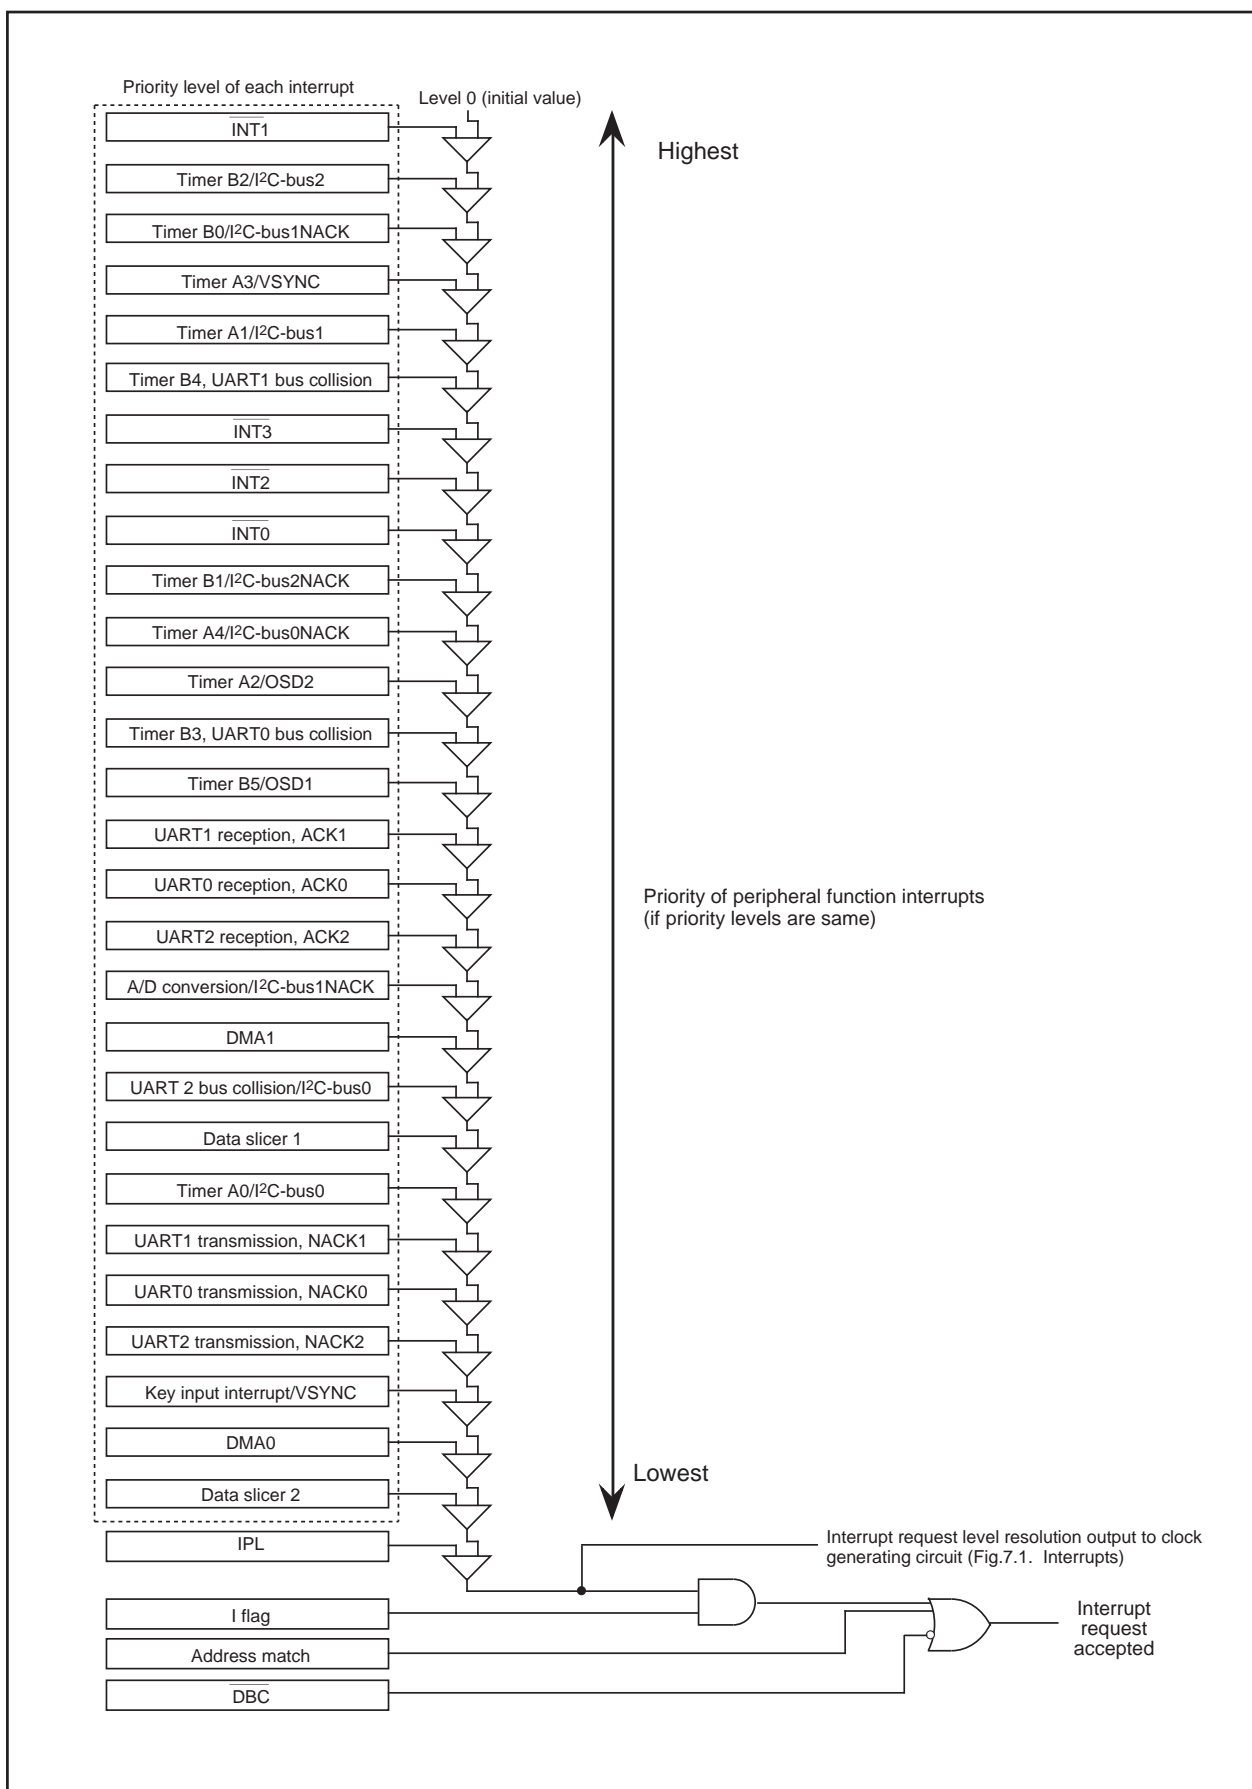 Priority level of each interrupt
Level 0 (initial value)
INT1
Highest
Timer B2/I2C-bus2
Timer B0/I2C-bus1NACK
Timer A3/VSYNC
Timer A1/I2C-bus1
Timer B4, UART1 bus collision
INT3
INT2
INT0
Timer B1/I2C-bus2NACK
Timer A4/I2C-bus0NACK
Timer A2/OSD2
Timer B3, UART0 bus collision
Timer B5/OSD1
UART1 reception, ACK1
UART0 reception, ACK0
Priority of peripheral function interrupts
(if priority levels are same)
UART2 reception, ACK2
A/D conversion/I2C-bus1NACK
DMA1
UART 2 bus collision/I2C-bus0
Data slicer 1
Timer A0/I2C-bus0
UART1 transmission, NACK1
UART0 transmission, NACK0
UART2 transmission, NACK2
Key input interrupt/VSYNC
DMA0
Lowest
Data slicer 2
IPL
Interrupt request level resolution output to clock
generating circuit (Fig.7.1. Interrupts)
I flag
Address match
DBC
Interrupt
request
accepted